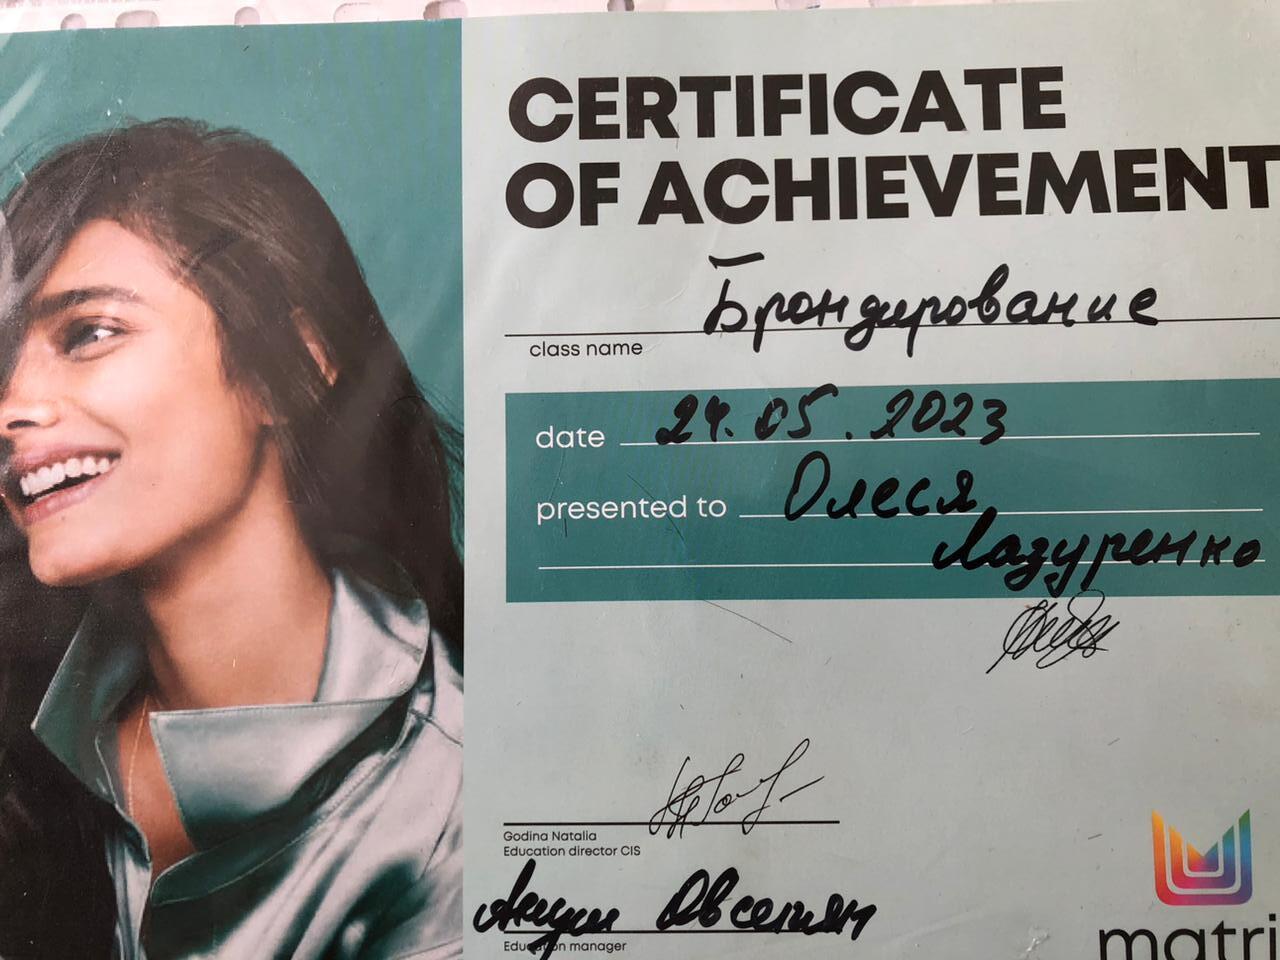 CERTIFICATE
OF ACHIEVEMENT
Брондирование
class name
date 24.05.2023
presented to Олеся
Лазуренко
Godina Natalia
Education director CIS
Овсепян
Education manager
matri